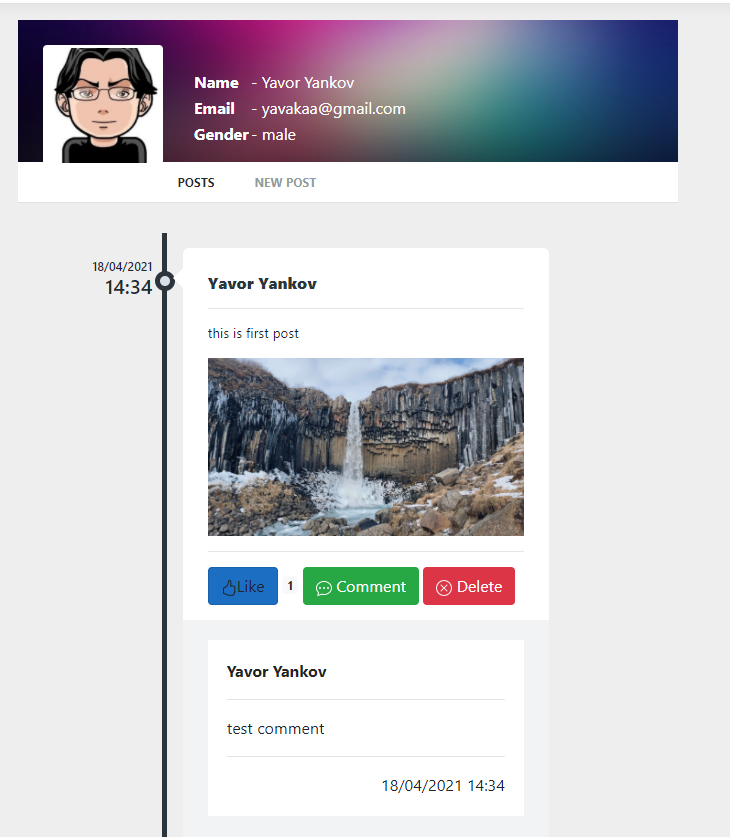 Name - Yavor Yankov
Email - yavakaa@gmail.com
Gender - male
POSTS NEW POST
18/04/2021
14:34
Yavor Yankov
this is first post
Like 1 Comment Delete
Yavor Yankov
test comment
18/04/2021 14:34